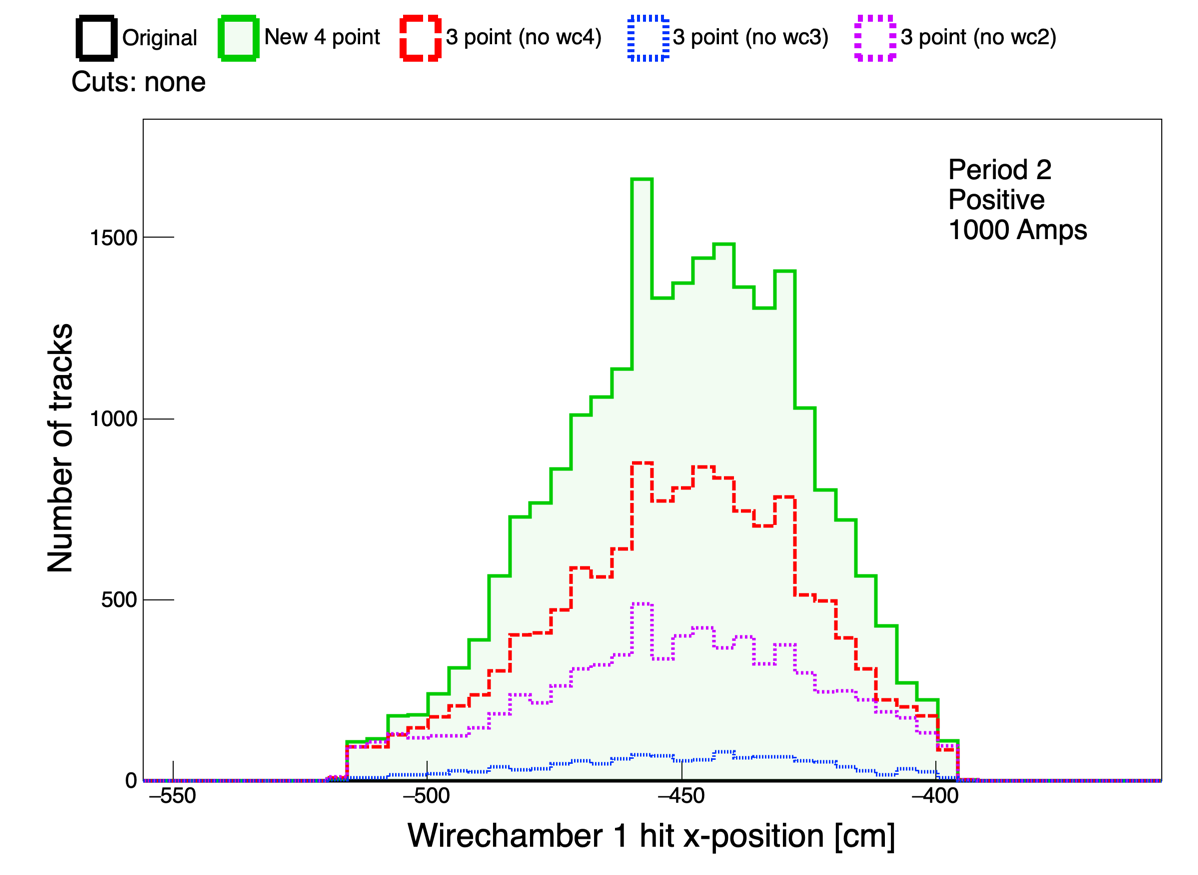 Original New 4 point 3 point (no wc4) 3 point (no wc3) 3 point (no wc2)
Cuts: none
Period 2
Positive
1000 Amps
Number of tracks
1500
1000
500
0
−550 −500 −450 −400
Wirechamber 1 hit x-position [cm]